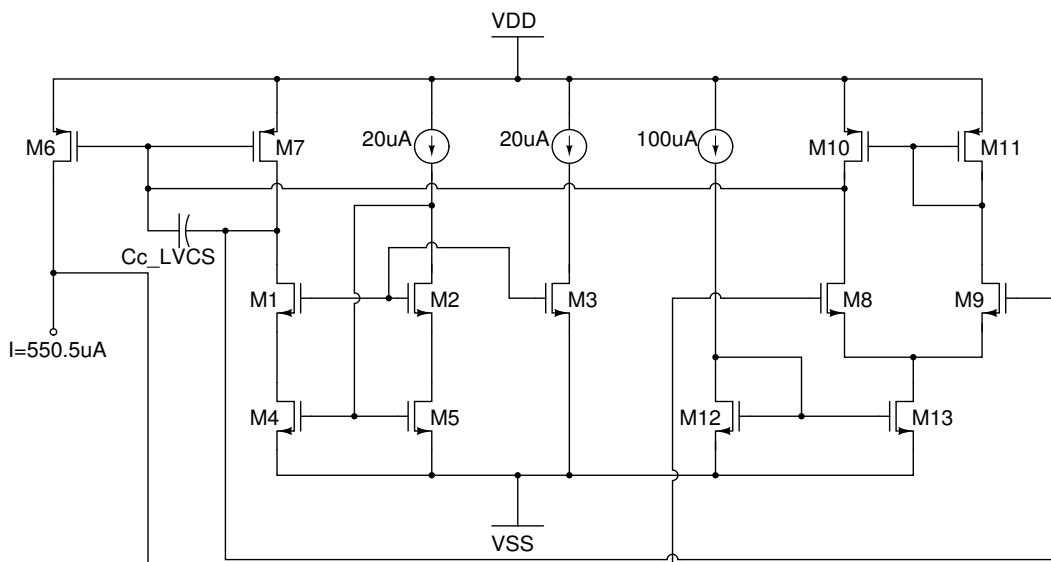 VDD
M6
M7
20uA
20uA
100uA
M10
M11
Cc_LVCS
M1
M2
M3
M8
M9
I=550.5uA
M4
M5
M12
M13
VSS